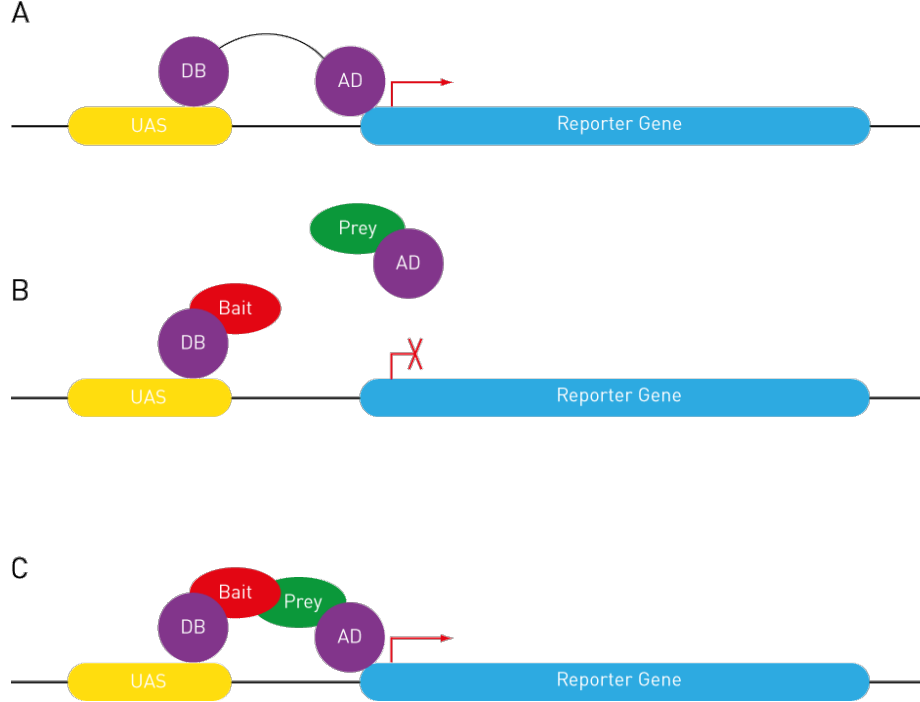 A
DB
AD
UAS
Reporter Gene
Prey
AD
B
Bait
DB
UAS
Reporter Gene
C
Bait
Prey
DB
AD
UAS
Reporter Gene